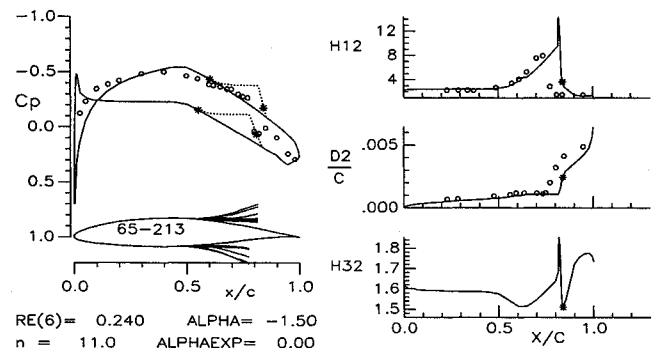 -1.0
-0.5
Cp
0.0
0.5
1.0
65-213
0.0
0.5
1.0
x/c
RE(6)= 0.240 ALPHA= -1.50
n = 11.0 ALPHAEXP= 0.00
H12
12
8
4
D2
C
.005
.000
H32
1.8
1.7
1.6
1.5
0.0
0.5
1.0
X/C